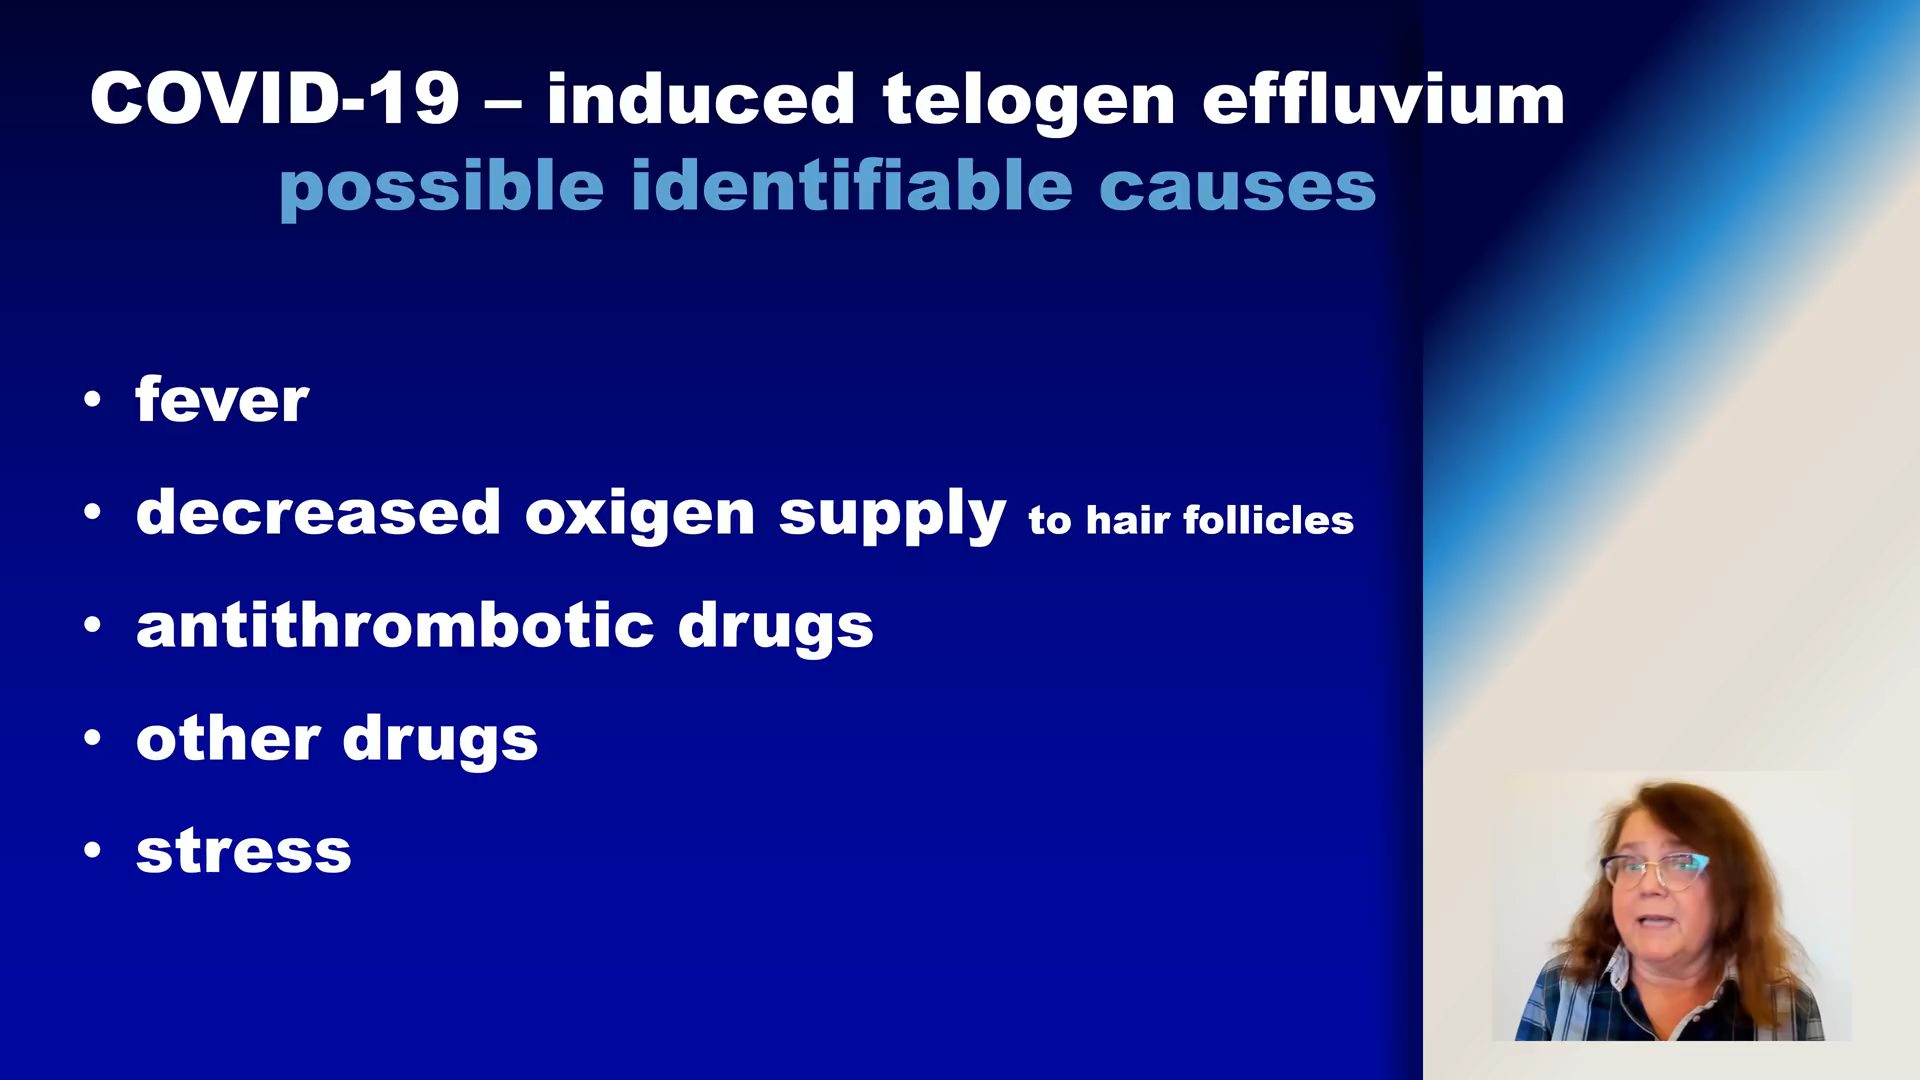 COVID-19 – induced telogen effluvium
possible identifiable causes
• fever
• decreased oxigen supply to hair follicles
• antithrombotic drugs
• other drugs
• stress